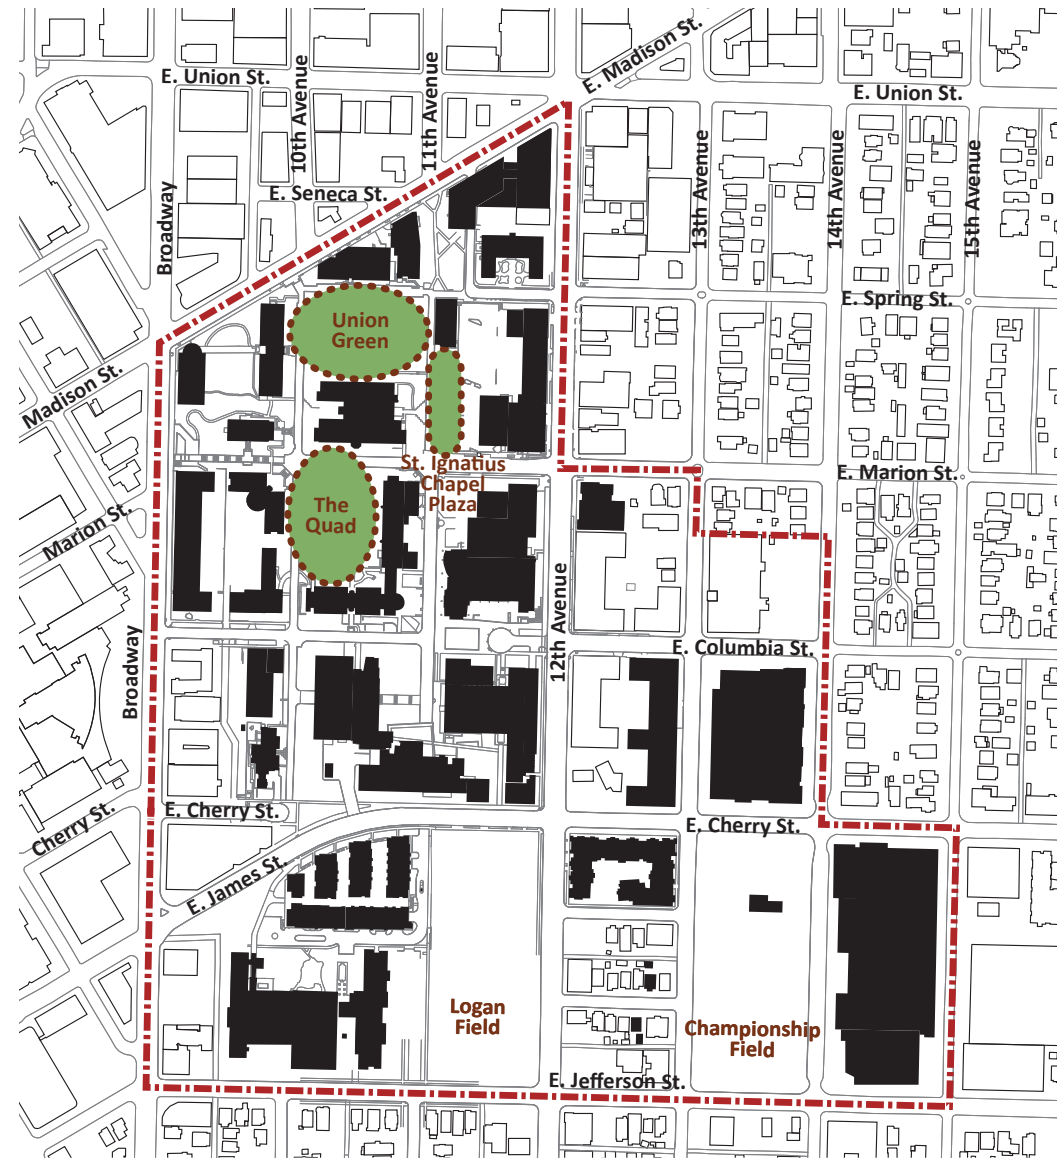 E. Madison St.
E. Union St.
10th Avenue
11th Avenue
E. Union St.
E. Seneca St.
Broadway
13th Avenue
14th Avenue
15th Avenue
E. Spring St.
Union
Green
Madison St.
St. Ignatius
Chapel
Plaza
E. Marion St.
The
Quad
Marion St.
12th Avenue
Broadway
E. Columbia St.
E. Cherry St.
Cherry St.
E. Cherry St.
E. James St.
Logan
Field
Championship
Field
E. Jefferson St.